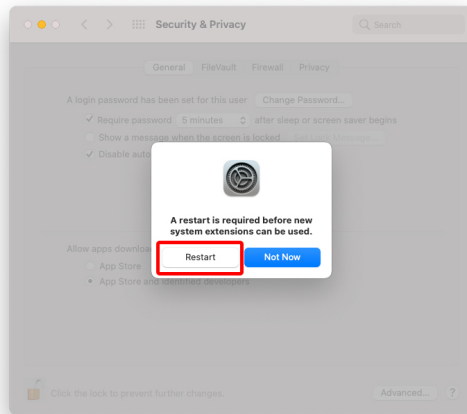 Security & Privacy
Search
General FileVault Firewall Privacy
A login password has been set for this user Change Password...
Require password 5 minutes after sleep or screen saver begins
Show a message when the screen is locked
Disable auto
A restart is required before new
system extensions can be used.
Allow apps downloa
Restart Not Now
App Store
App Store and identified developers
Click the lock to prevent further changes.
Advanced... ?